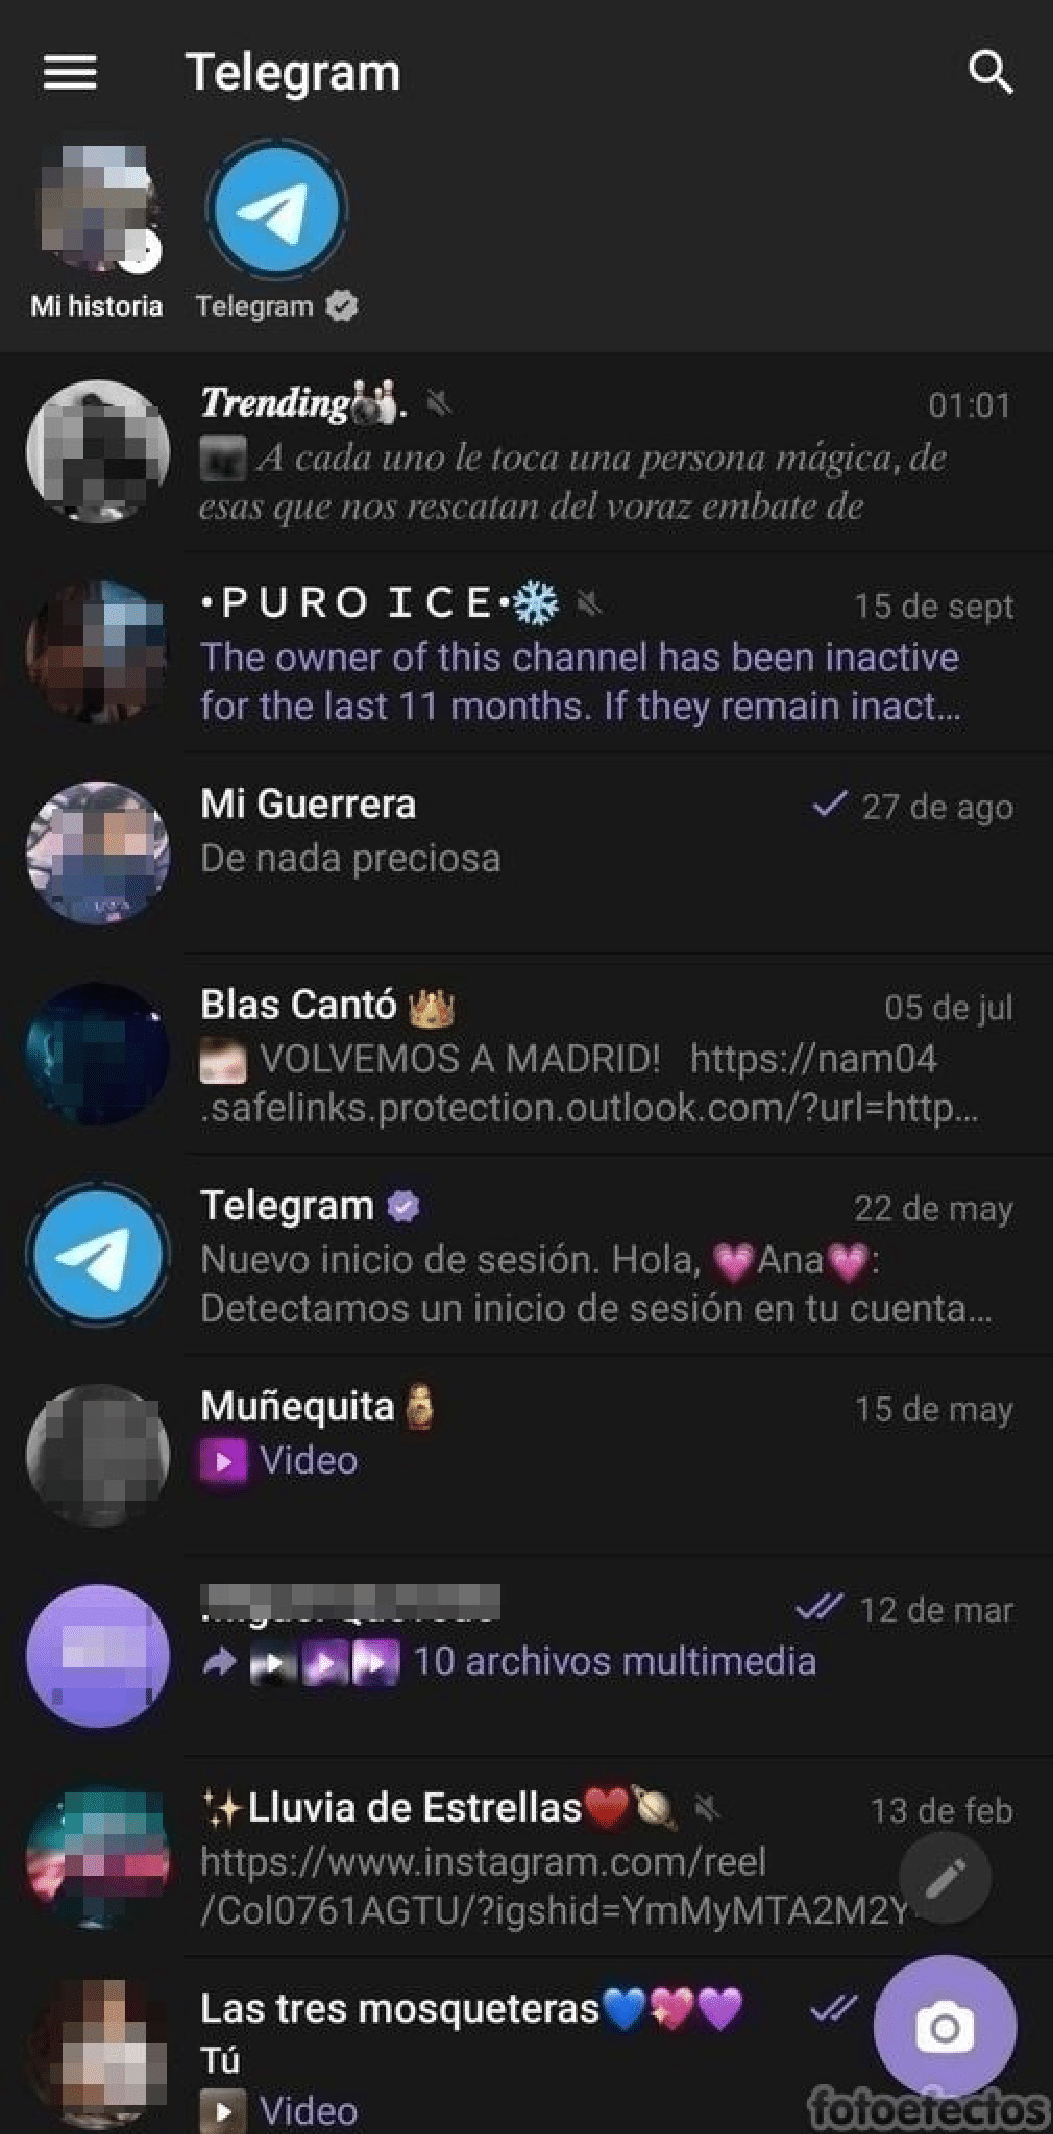 Telegram
Mi historia
Telegram
Trending🎳.
01:01
A cada uno le toca una persona mágica, de
esas que nos rescatan del voraz embate de
•P U R O I C E•❄️
15 de sept
The owner of this channel has been inactive
for the last 11 months. If they remain inact...
Mi Guerrera
27 de ago
De nada preciosa
Blas Cantó 👑
05 de jul
VOLVEMOS A MADRID! https://nam04
.safelinks.protection.outlook.com/?url=http...
Telegram
22 de may
Nuevo inicio de sesión. Hola, 💗Ana💗:
Detectamos un inicio de sesión en tu cuenta...
Muñequita🪆
15 de may
Video
12 de mar
10 archivos multimedia
✨Lluvia de Estrellas❤️🪐
13 de feb
https://www.instagram.com/reel
/Col0761AGTU/?igshid=YmMyMTA2M2Y
Las tres mosqueteras💙💖💜
Tú
Video
fotoefectos